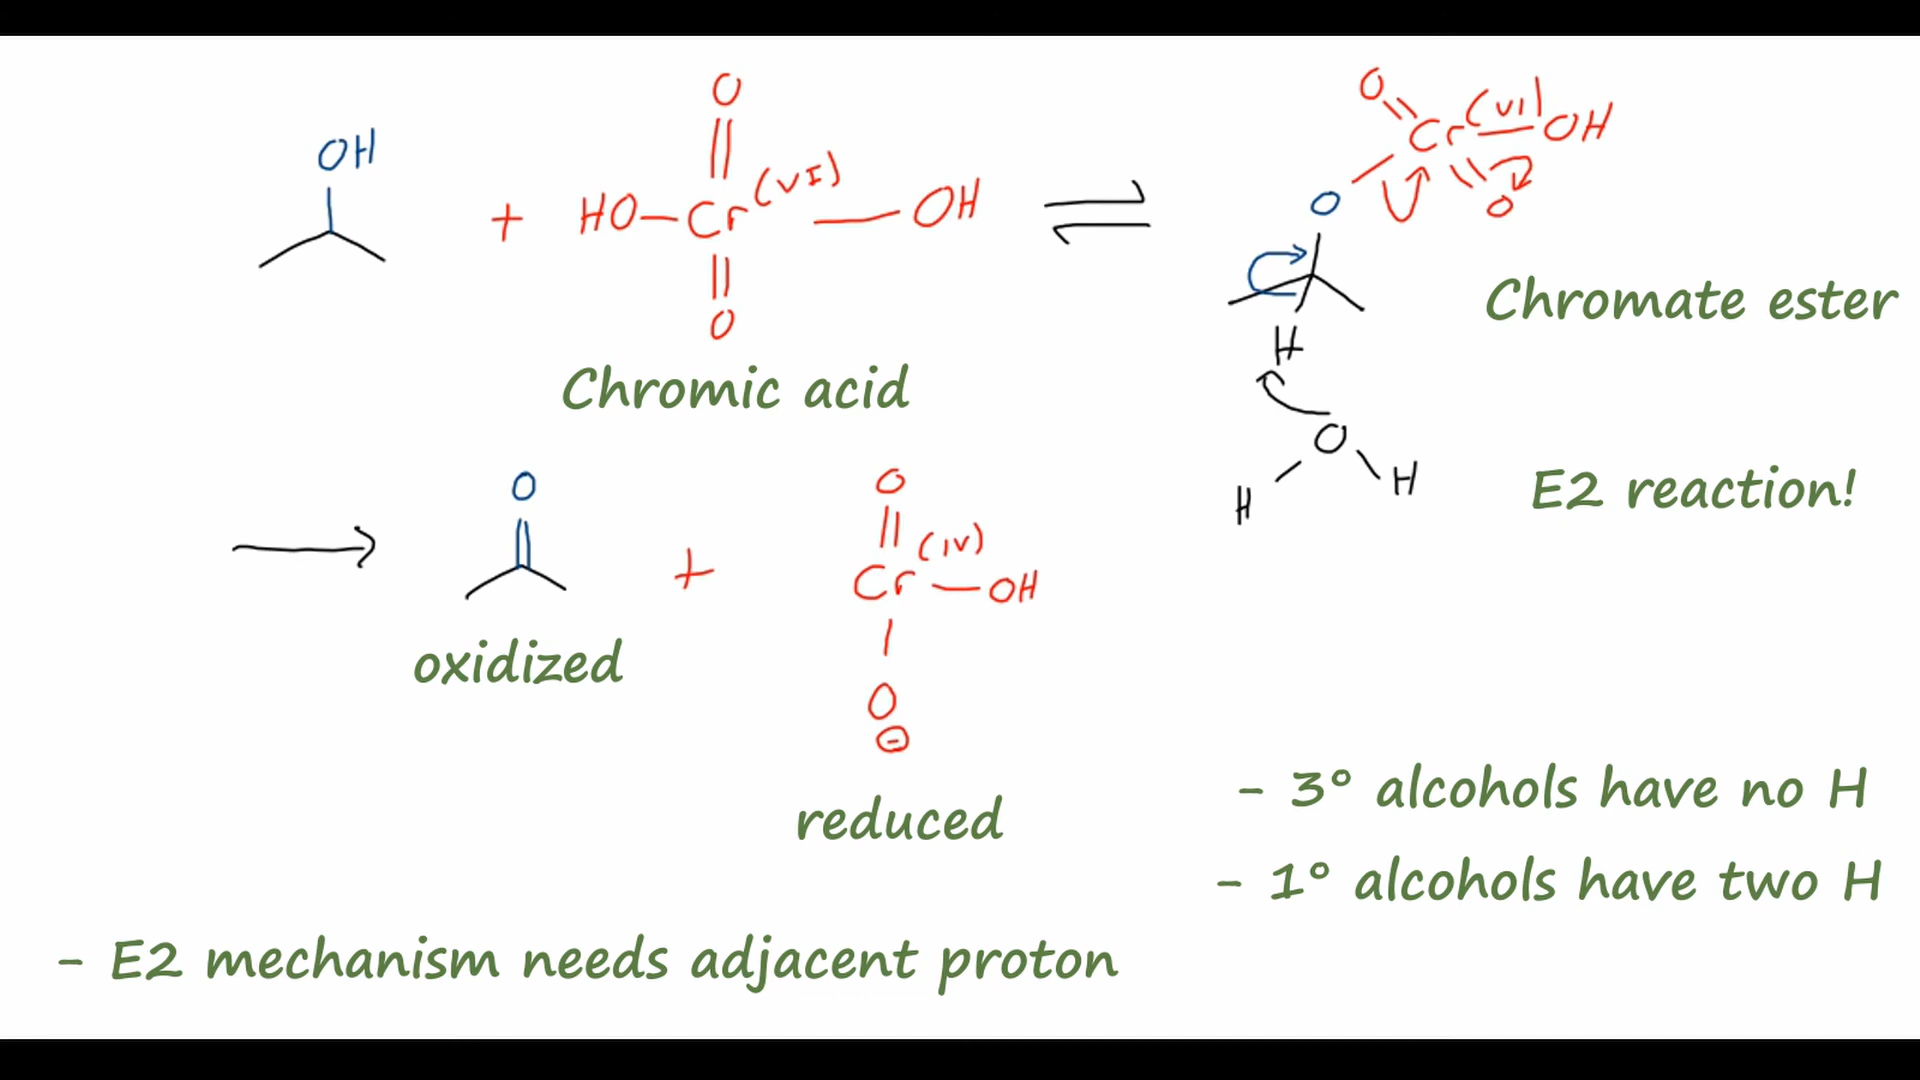 OH
+
O
HO Cr (VI) OH
O
Chromic acid
O
Cr (VI) OH
O
O
H
O
H H
Chromate ester
E2 reaction!
O
oxidized
+
O
Cr (IV) OH
O
⊖
reduced
- 3° alcohols have no H
- 1° alcohols have two H
- E2 mechanism needs adjacent proton